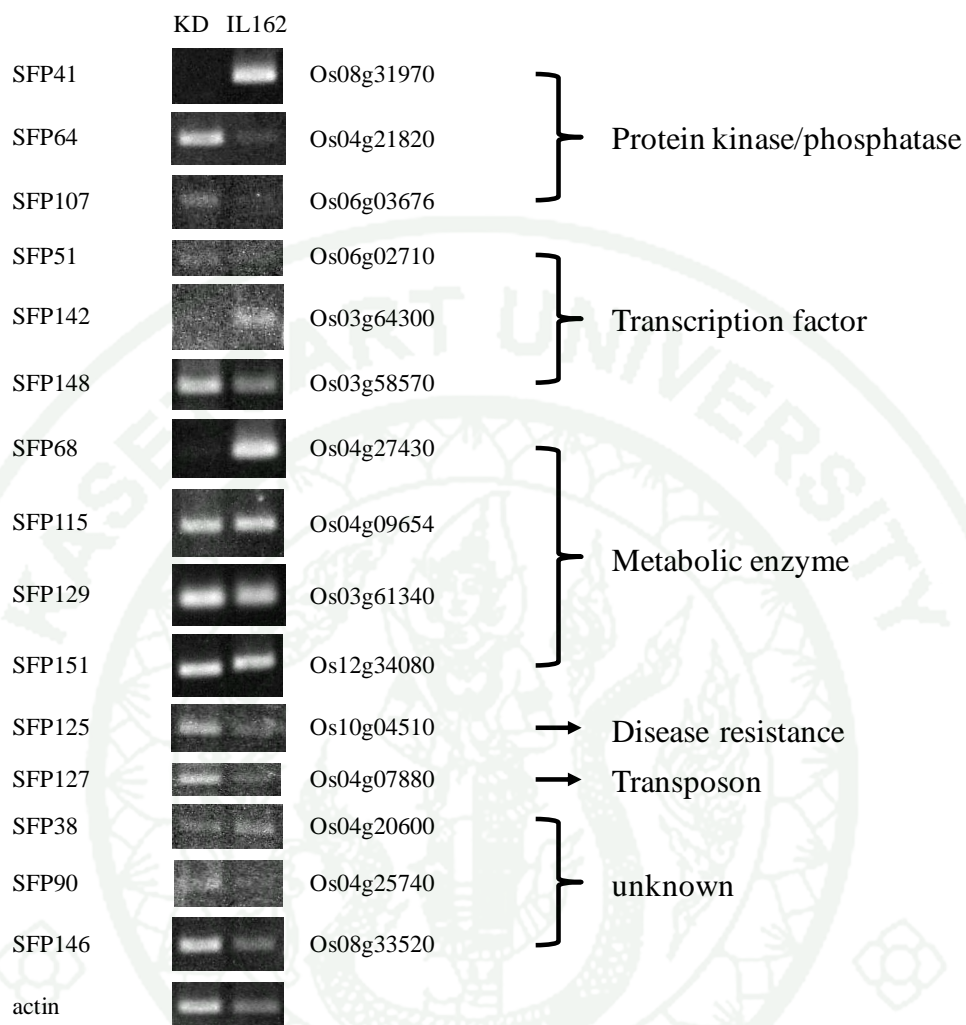 KD IL162
SFP41 Os08g31970
SFP64 Os04g21820 Protein kinase/phosphatase
SFP107 Os06g03676
SFP51 Os06g02710
SFP142 Os03g64300 Transcription factor
SFP148 Os03g58570
SFP68 Os04g27430
SFP115 Os04g09654
Metabolic enzyme
SFP129 Os03g61340
SFP151 Os12g34080
SFP125 Os10g04510 Disease resistance
SFP127 Os04g07880 Transposon
SFP38 Os04g20600
SFP90 Os04g25740 unknown
SFP146 Os08g33520
actin
KASETSART UNIVERSITY